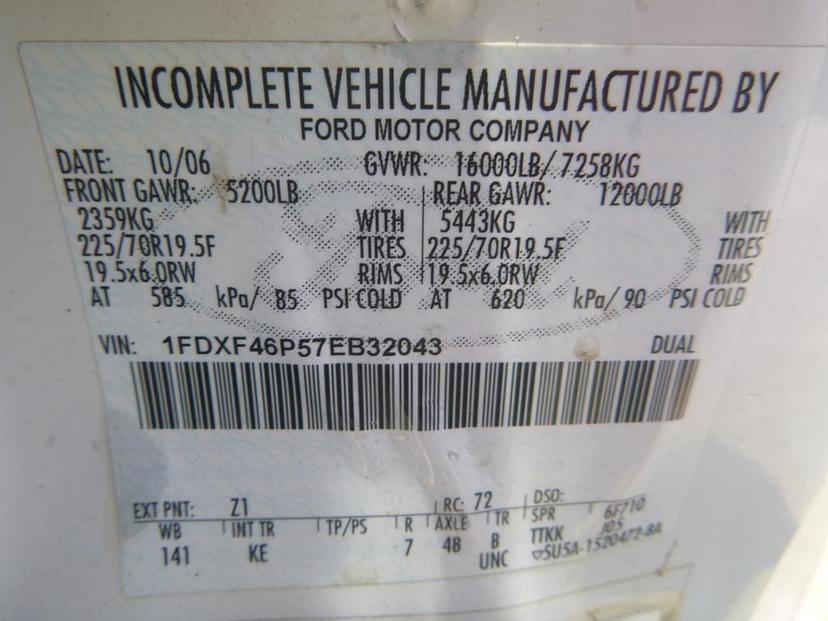 INCOMPLETE VEHICLE MANUFACTURED BY
FORD MOTOR COMPANY
DATE: 10/06 GVWR: 16000LB/ 7258KG
FRONT GAWR: 5200LB REAR GAWR: 12000LB
2359KG WITH 5443KG WITH
225/70R19.5F TIRES 225/70R19.5F TIRES
19.5x6.0RW RIMS 19.5x6.0RW RIMS
AT 585 kPa/ 85 PSI COLD AT 620 kPa/ 90 PSI COLD
VIN: 1FDXF46P57EB32043 DUAL
EXT PNT: Z1 RC: 72 DSO:
WB INT TR TP/PS R AXLE TR SPR 6F710
141 KE 7 48 B TTKK J05
UNC 5U5A-1520472-BA